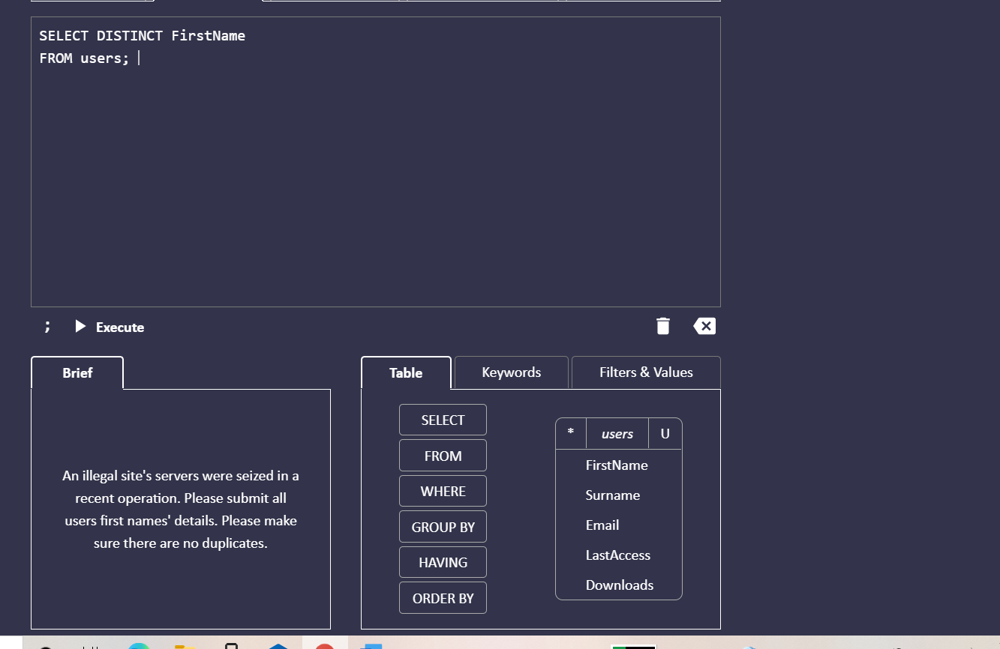 SELECT DISTINCT FirstName
FROM users;
; Execute
Brief
An illegal site's servers were seized in a
recent operation. Please submit all
users first names' details. Please make
sure there are no duplicates.
Table Keywords Filters & Values
SELECT
FROM
WHERE
GROUP BY
HAVING
ORDER BY
* users U
FirstName
Surname
Email
LastAccess
Downloads